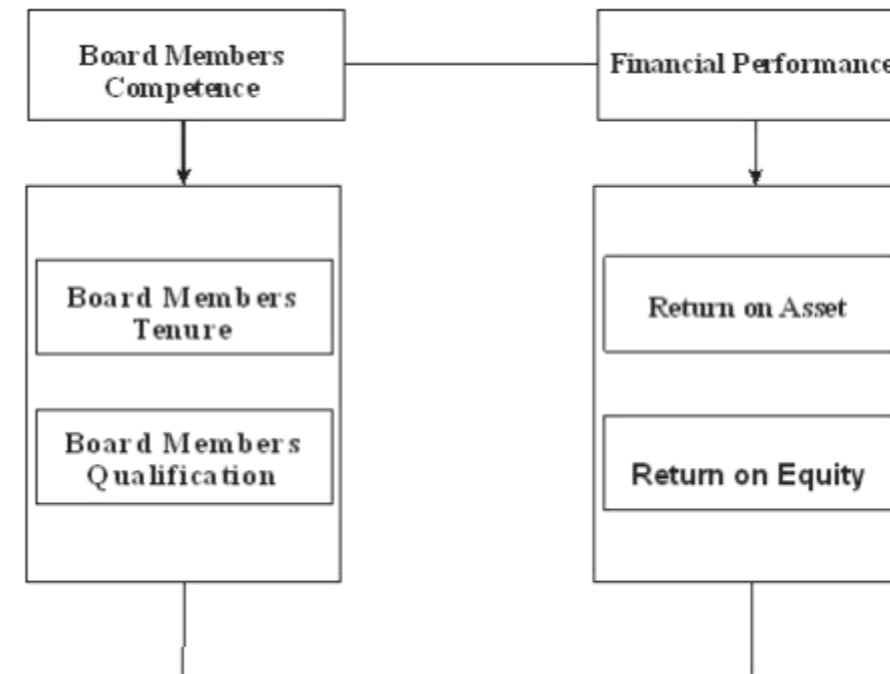 Board Members
Competence
Financial Performance
Board Members
Tenure
Return on Asset
Board Members
Qualification
Return on Equity